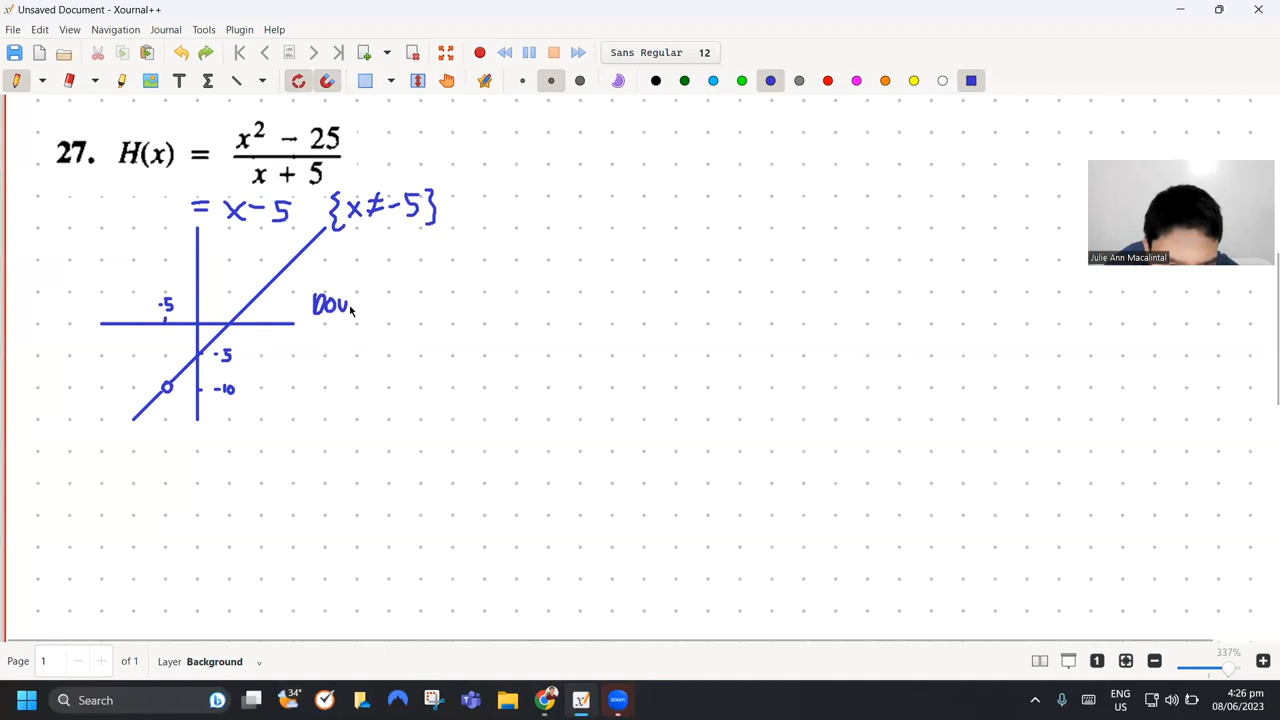 Unsaved Document - Xournal++
File Edit View Navigation Journal Tools Plugin Help
Sans Regular 12
27. H(x) = (x² - 25)/(x + 5)
= x - 5 {x ≠ -5}
-5
-5
-10
Julie Ann Macalintal
337%
Page 1 of 1 Layer Background
Search
34°
zoom
ENG
US
4:26 pm
08/06/2023